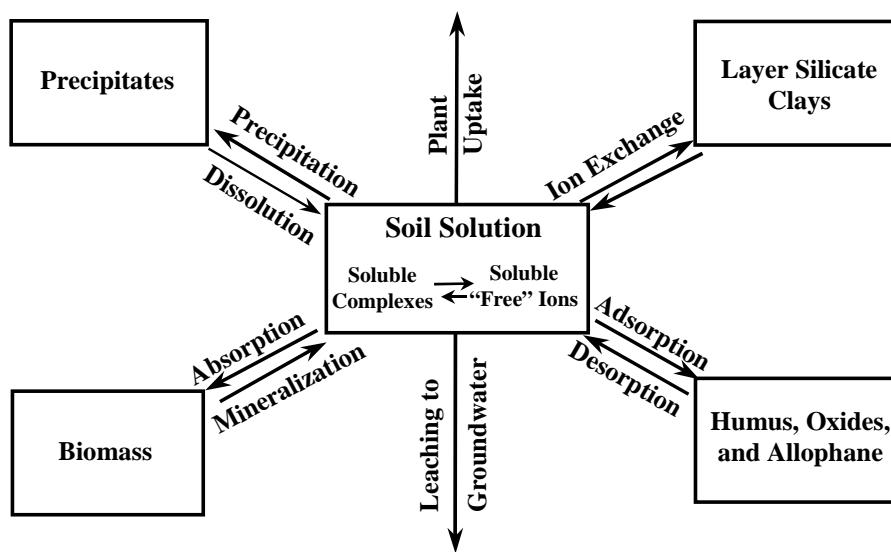 Precipitates
Plant
Uptake
Layer Silicate
Clays
Precipitation
Dissolution
Ion Exchange
Soil Solution
Soluble
Complexes
Soluble
“Free” Ions
Absorption
Mineralization
Adsorption
Desorption
Biomass
Leaching to
Groundwater
Humus, Oxides,
and Allophane